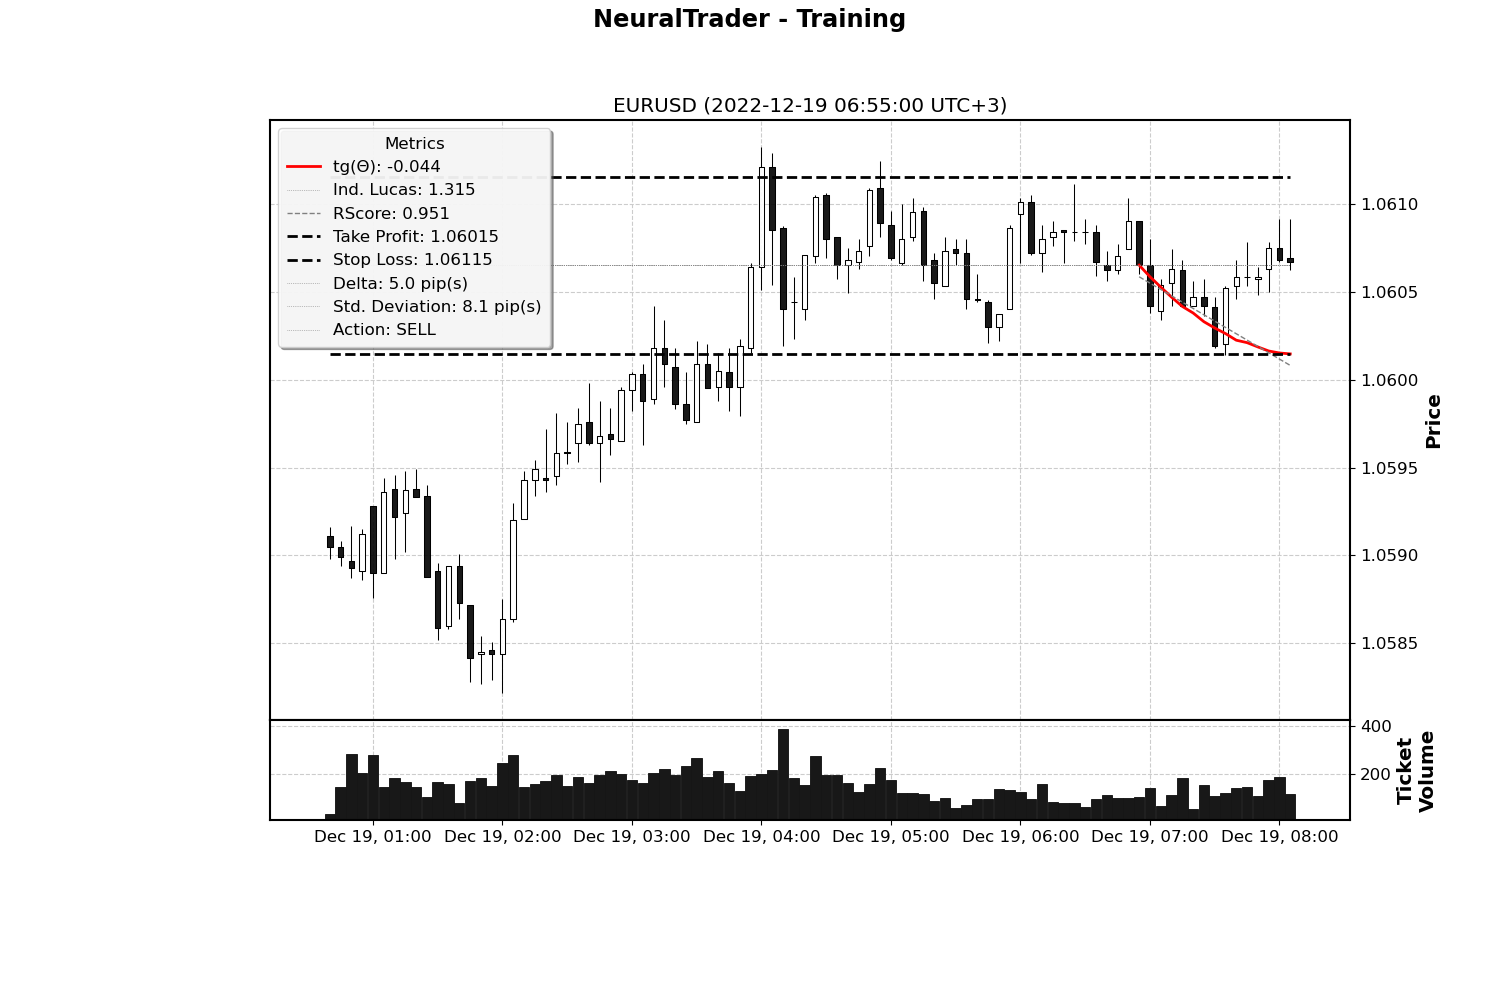 NeuralTrader - Training
EURUSD (2022-12-19 06:55:00 UTC+3)
Metrics
tg(Θ): -0.044
Ind. Lucas: 1.315
RScore: 0.951
Take Profit: 1.06015
Stop Loss: 1.06115
Delta: 5.0 pip(s)
Std. Deviation: 8.1 pip(s)
Action: SELL
1.0610
1.0605
1.0600
1.0595
1.0590
1.0585
Price
400
200
Ticket
Volume
Dec 19, 01:00 Dec 19, 02:00 Dec 19, 03:00 Dec 19, 04:00 Dec 19, 05:00 Dec 19, 06:00 Dec 19, 07:00 Dec 19, 08:00